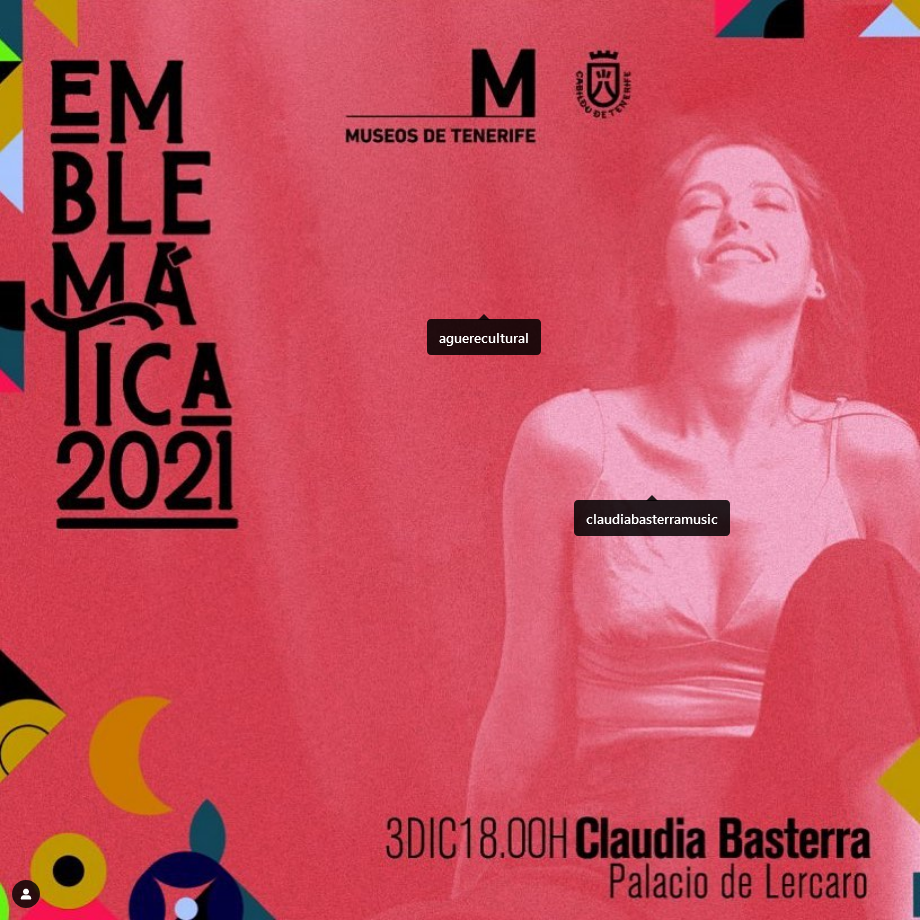 EM
BLE
MÁ
TICA
2021
M
MUSEOS DE TENERIFE
CABILDO DE TENERIFE
aguerecultural
claudiabasterramusic
3DIC18.00H Claudia Basterra
Palacio de Lercaro